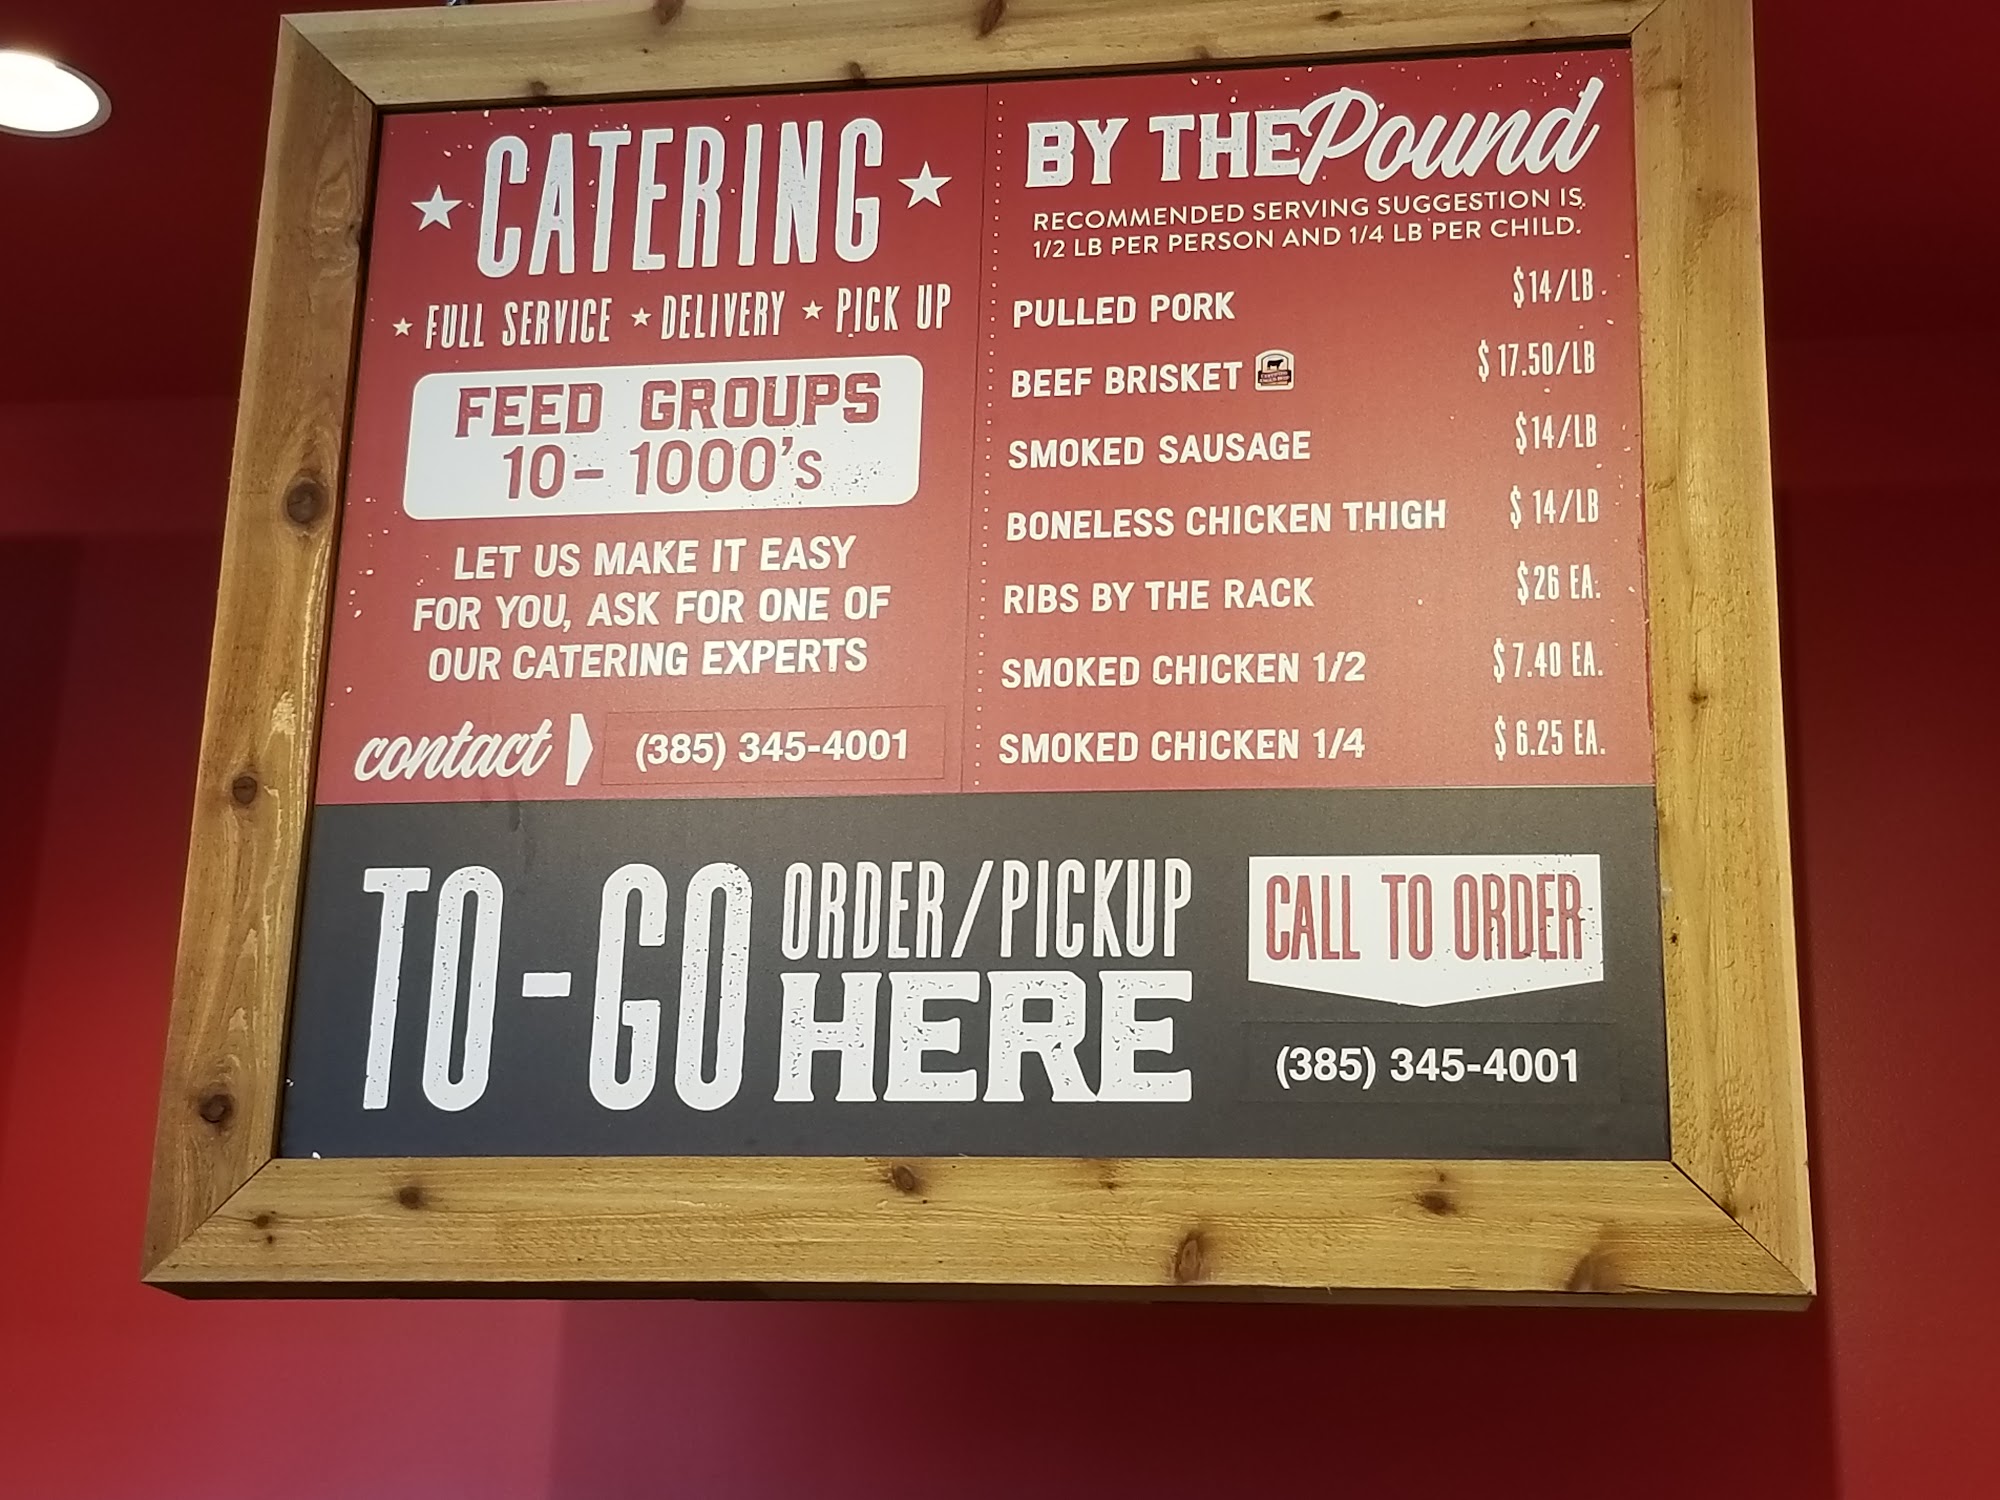 CATERING
FULL SERVICE ★ DELIVERY ★ PICK UP
FEED GROUPS
10 - 1000's
LET US MAKE IT EASY
FOR YOU, ASK FOR ONE OF
OUR CATERING EXPERTS
contact (385) 345-4001
BY THE Pound
RECOMMENDED SERVING SUGGESTION IS
1/2 LB PER PERSON AND 1/4 LB PER CHILD.
PULLED PORK $14/LB
BEEF BRISKET $17.50/LB
SMOKED SAUSAGE $14/LB
BONELESS CHICKEN THIGH $14/LB
RIBS BY THE RACK $26 EA.
SMOKED CHICKEN 1/2 $7.40 EA.
SMOKED CHICKEN 1/4 $6.25 EA.
TO-GO ORDER/PICKUP
HERE
CALL TO ORDER
(385) 345-4001